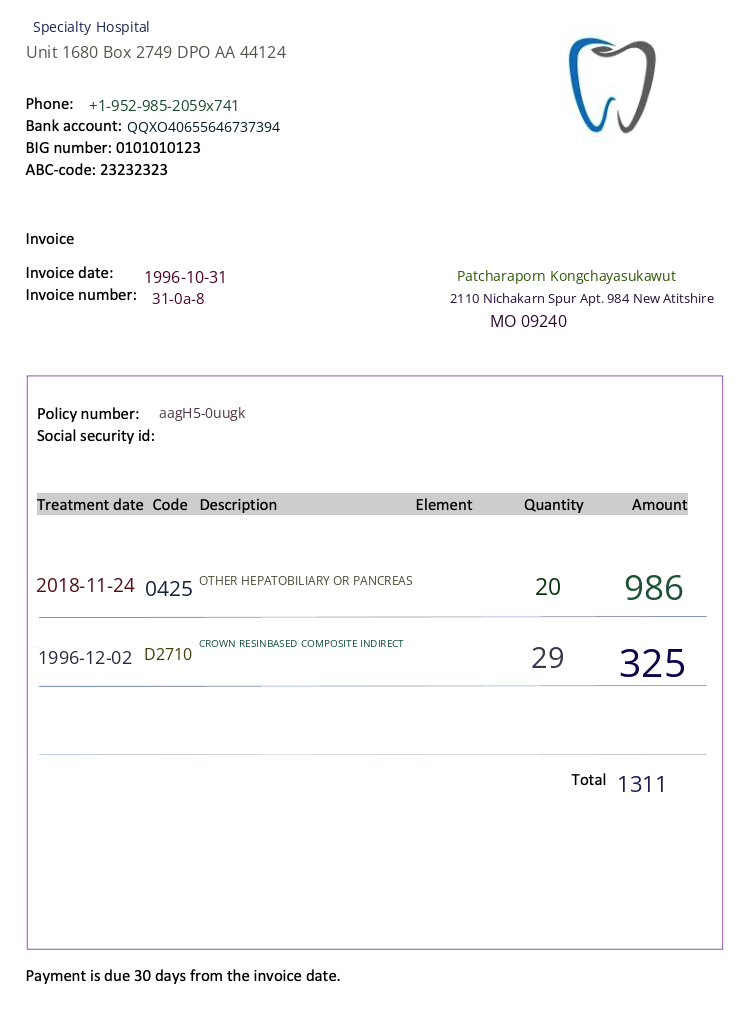 Specialty Hospital
Unit 1680 Box 2749 DPO AA 44124
Phone: +1-952-985-2059x741
Bank account: QQXO40655646737394
BIG number: 0101010123
ABC-code: 23232323
Invoice
Invoice date: 1996-10-31
Invoice number: 31-0a-8
Patcharaporn Kongchayasukawut
2110 Nichakarn Spur Apt. 984 New Atitshire
MO 09240
Policy number: aagH5-0uugk
Social security id:
Treatment date Code Description Element Quantity Amount
2018-11-24 0425 OTHER HEPATOBILIARY OR PANCREAS 20 986
1996-12-02 D2710 CROWN RESINBASED COMPOSITE INDIRECT 29 325
Total 1311
Payment is due 30 days from the invoice date.